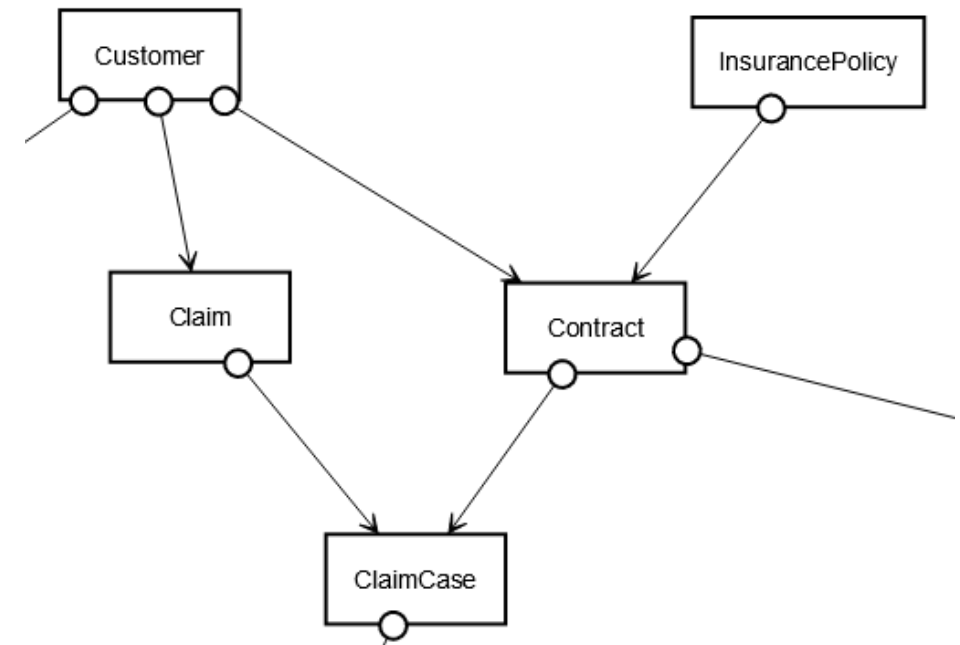 Customer
InsurancePolicy
Claim
Contract
ClaimCase